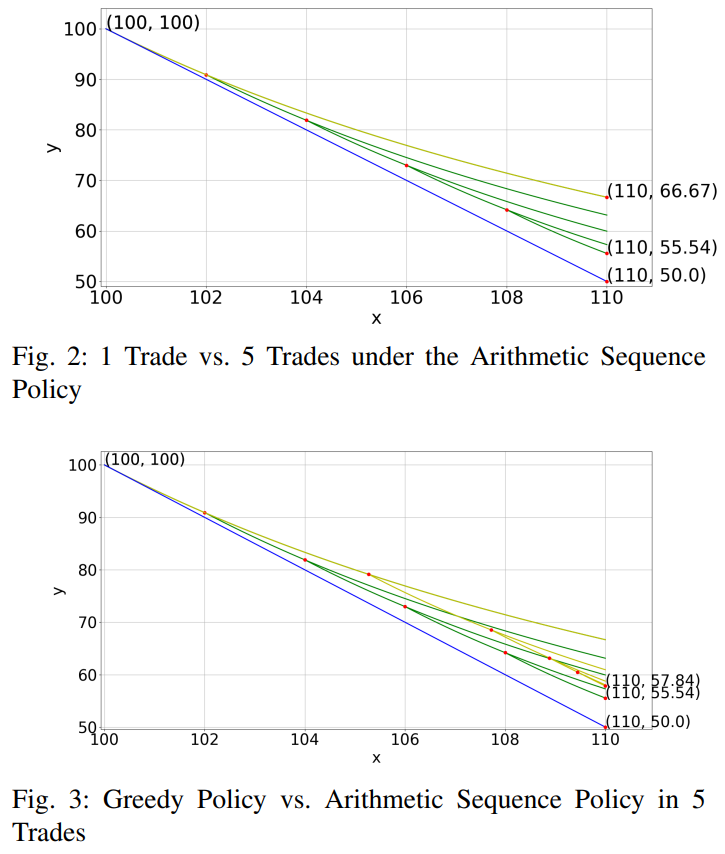 (100, 100)
100
90
80
70
60
50
y
(110, 66.67)
(110, 55.54)
(110, 50.0)
100 102 104 106 108 110
x
Fig. 2: 1 Trade vs. 5 Trades under the Arithmetic Sequence
Policy
(100, 100)
100
90
80
70
60
50
y
(110, 57.84)
(110, 55.54)
(110, 50.0)
100 102 104 106 108 110
x
Fig. 3: Greedy Policy vs. Arithmetic Sequence Policy in 5
Trades